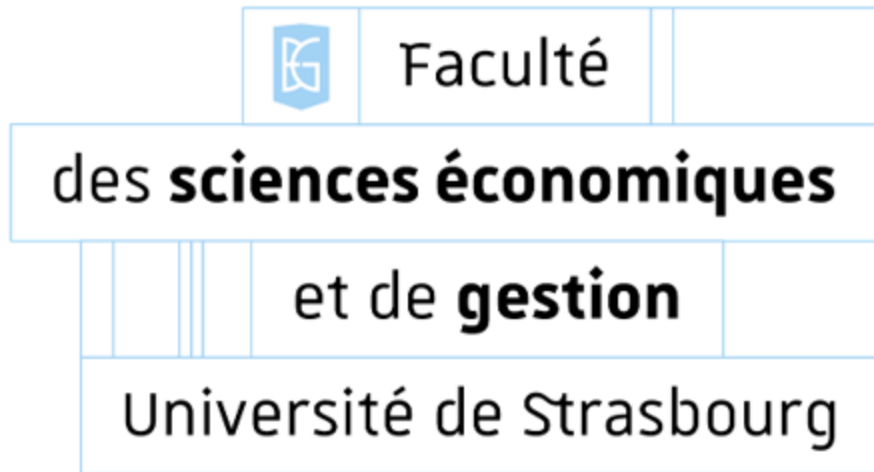 Faculté
des sciences économiques
et de gestion
Université de Strasbourg